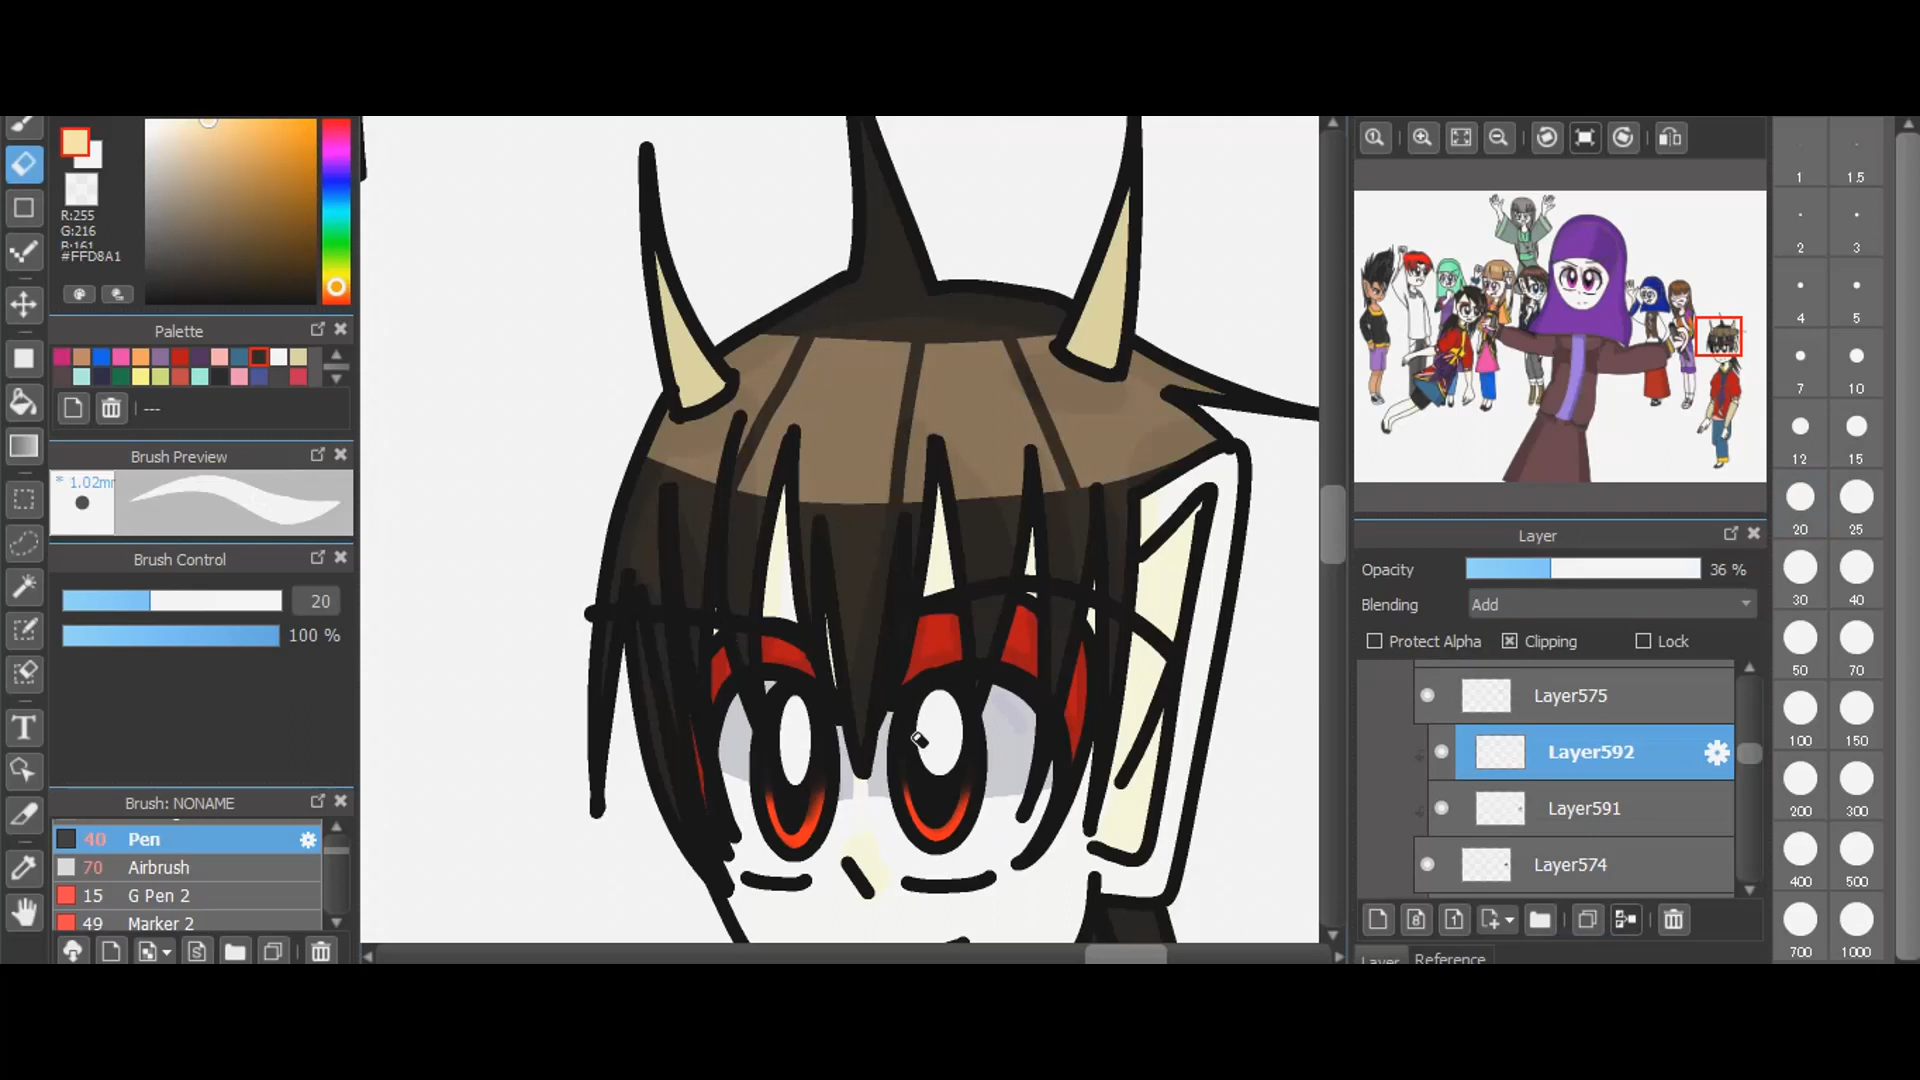 R:255
G:216
B:161
#FFD8A1
Palette
---
Brush Preview
* 1.02mm
Brush Control
20
100 %
Brush: NONAME
40 Pen
70 Airbrush
15 G Pen 2
49 Marker 2
Layer
Opacity 36 %
Blending Add
Protect Alpha Clipping Lock
Layer575
Layer592
Layer591
Layer574
Layer Reference
1 1.5
2 3
4 5
7 10
12 15
20 25
30 40
50 70
100 150
200 300
400 500
700 1000